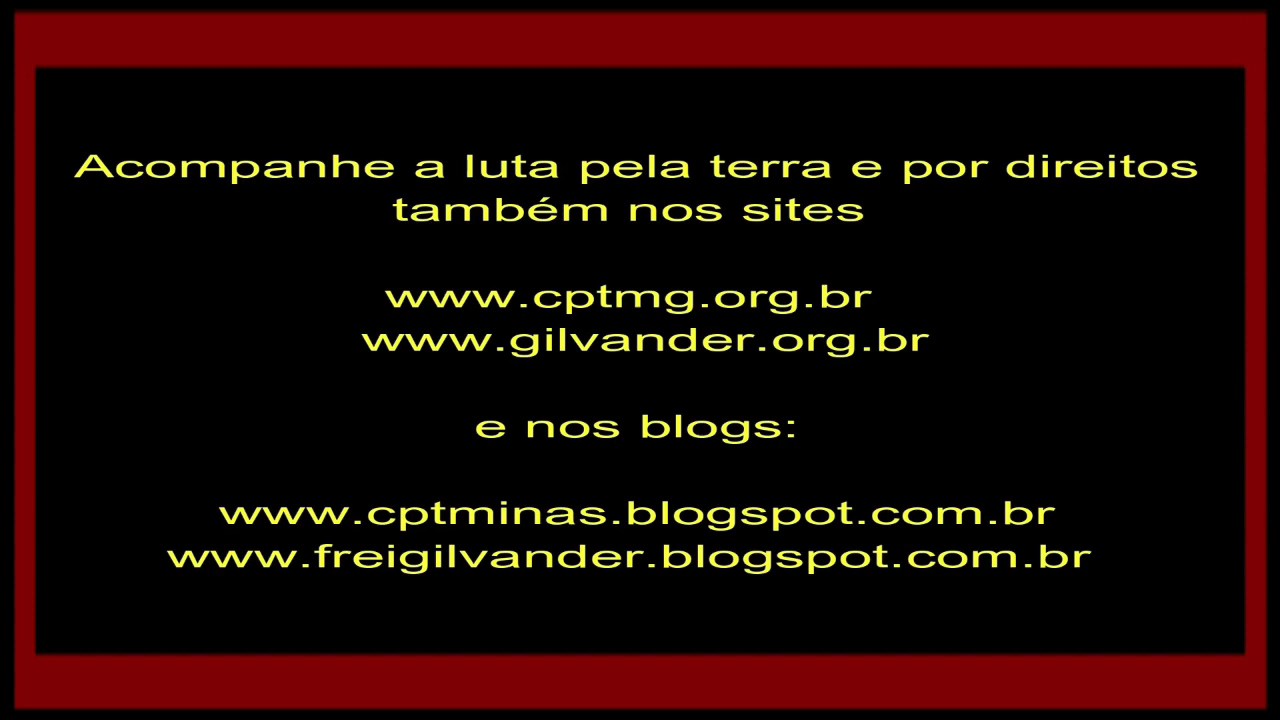 Acompanhe a luta pela terra e por direitos
também nos sites
www.cptmg.org.br
www.gilvander.org.br
e nos blogs:
www.cptminas.blogspot.com.br
www.freigilvander.blogspot.com.br